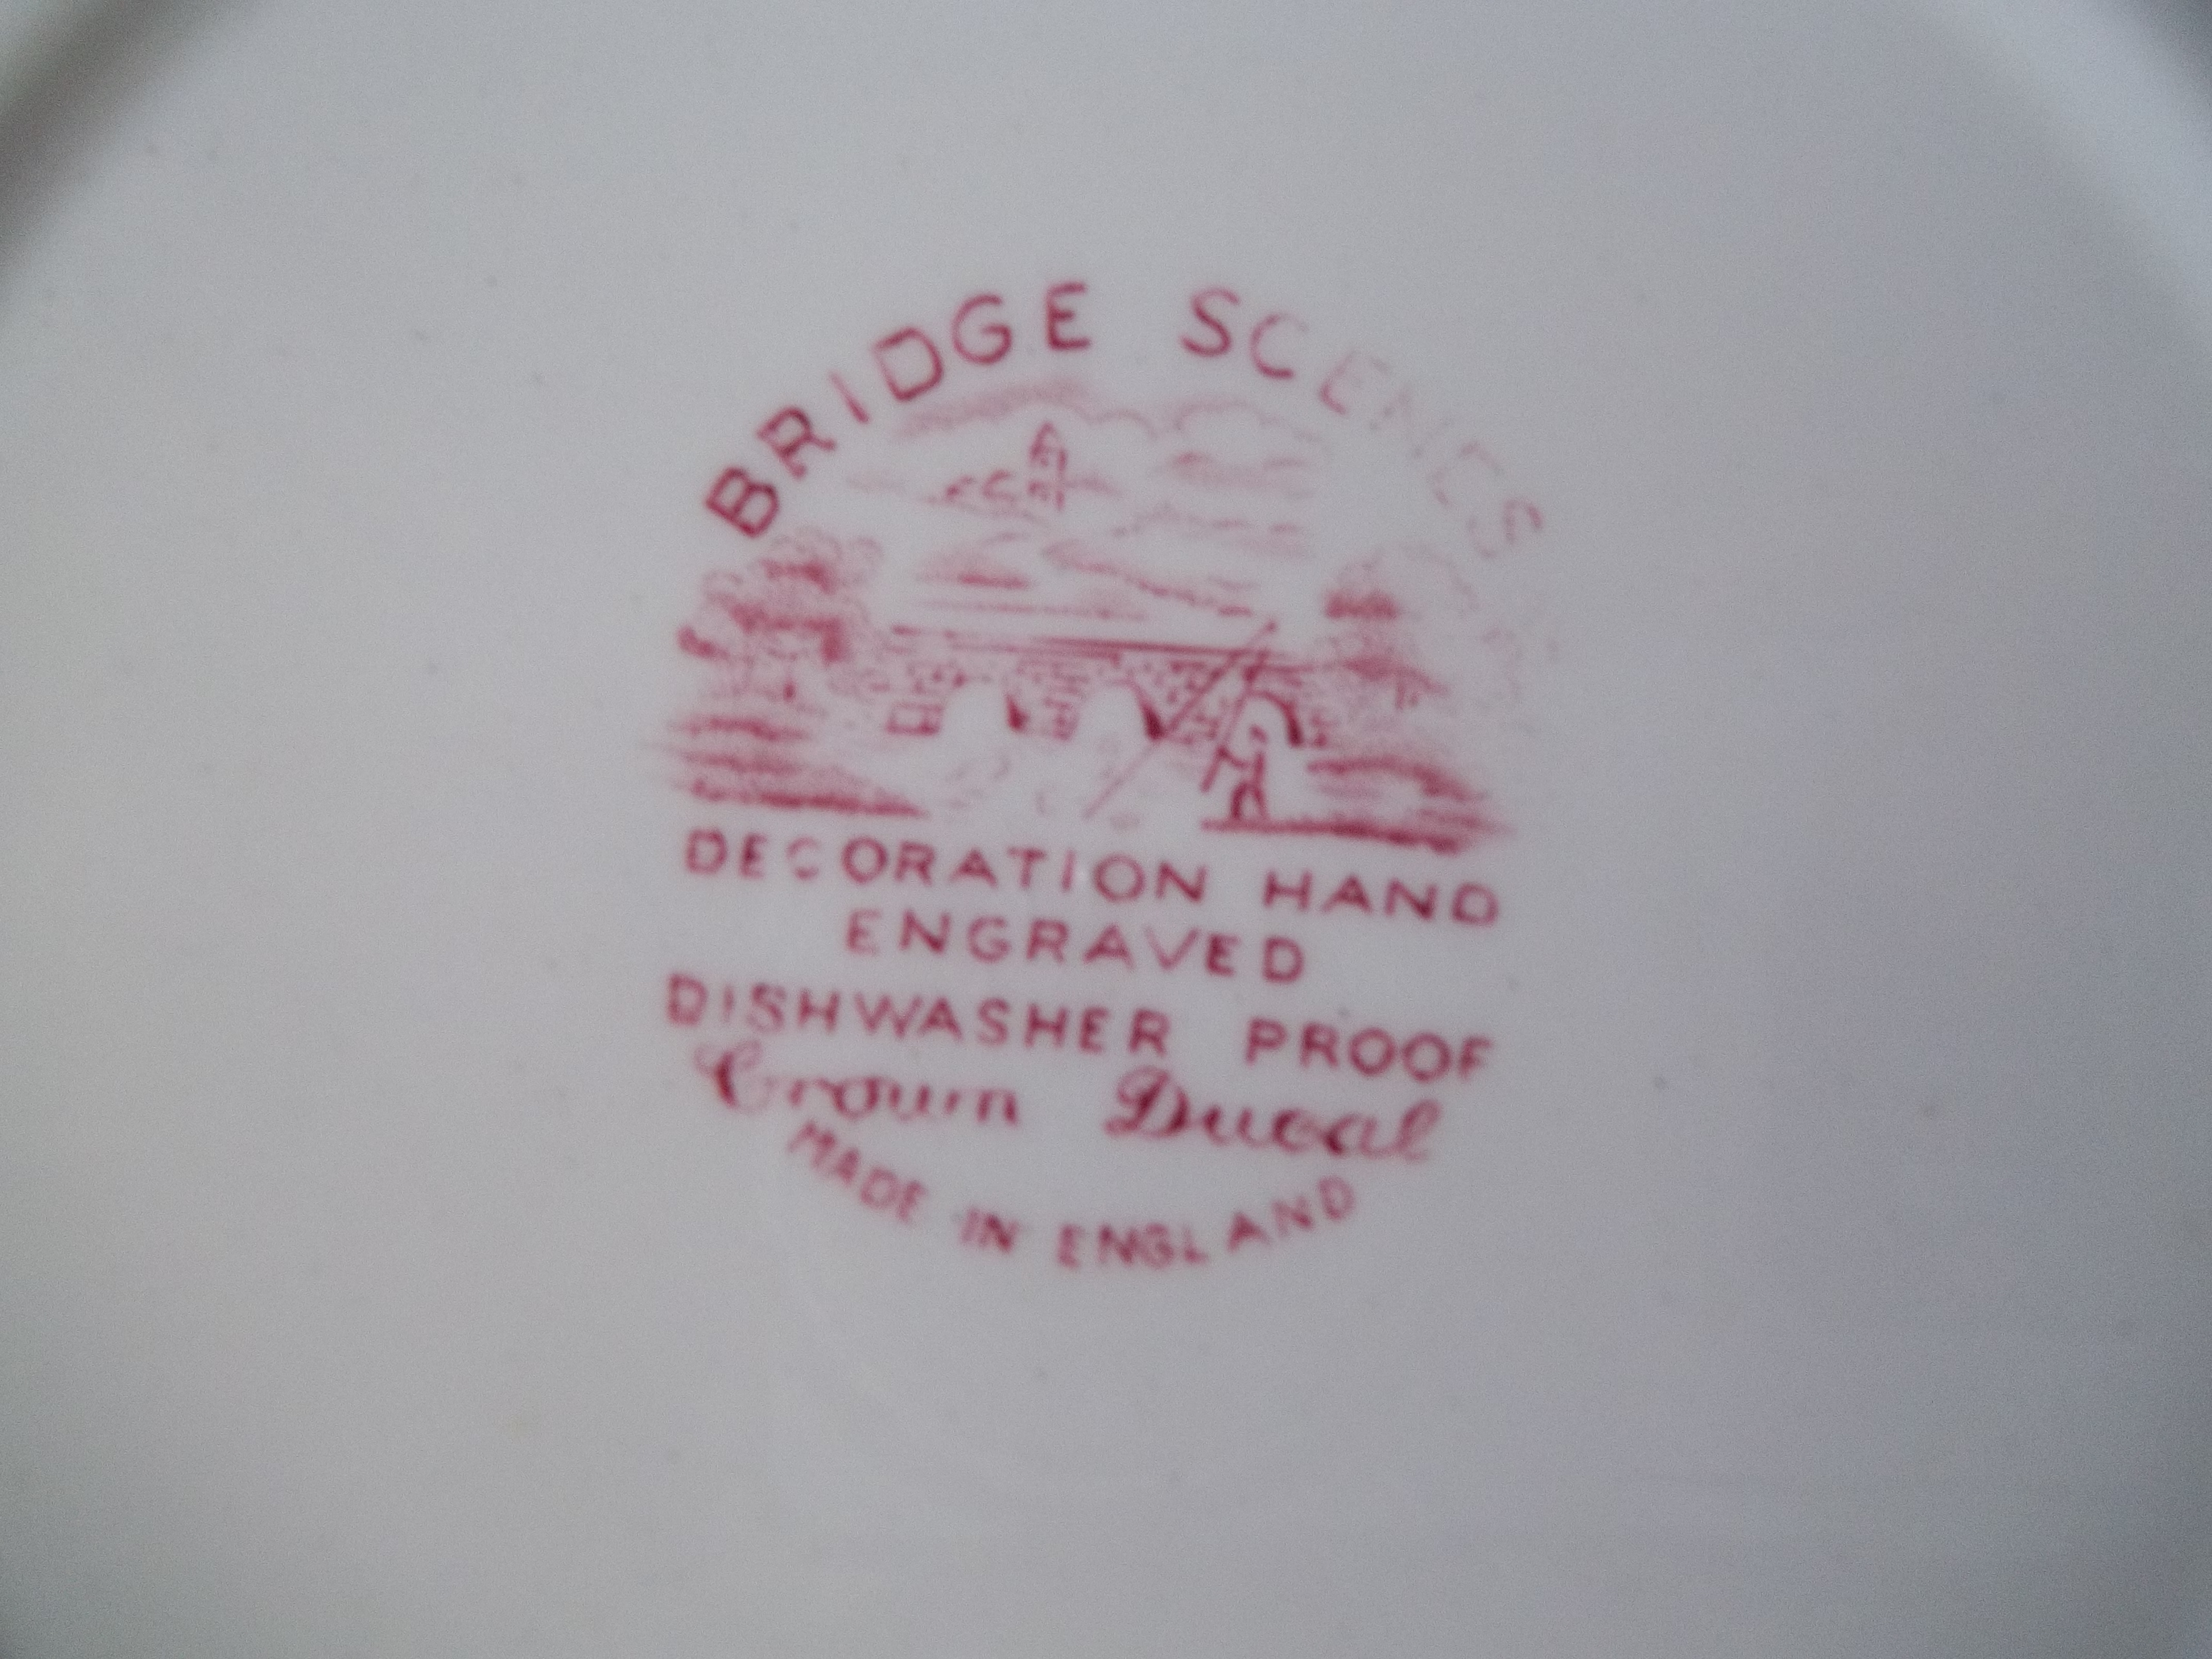 BRIDGE SCENES
DECORATION HAND
ENGRAVED
DISHWASHER PROOF
Crown Ducal
MADE IN ENGLAND